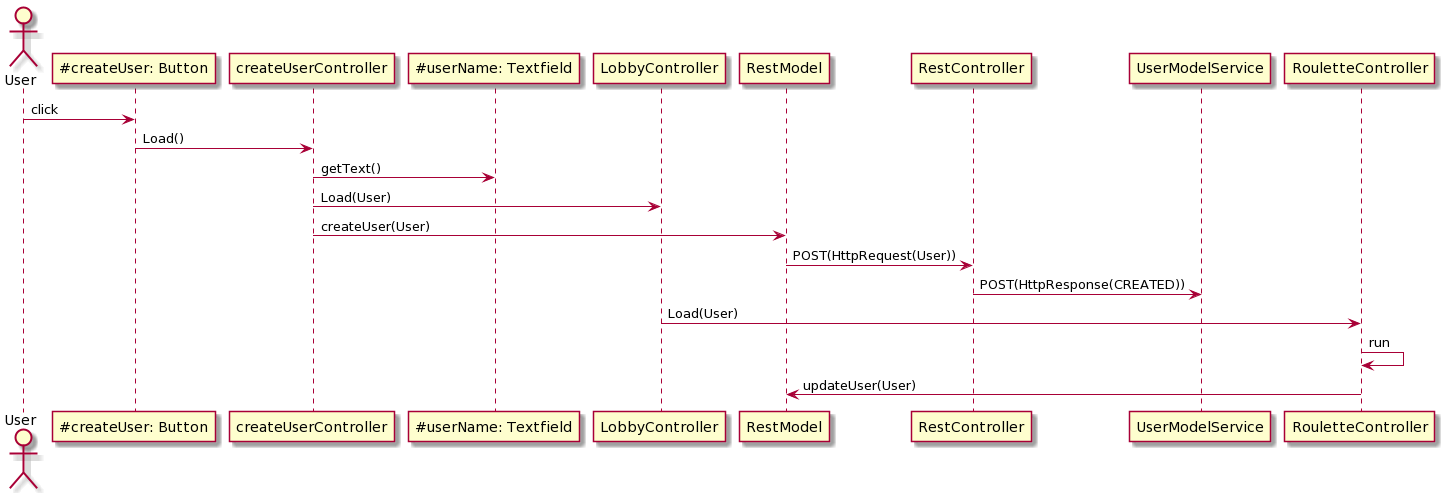 User
#createUser: Button
createUserController
#userName: Textfield
LobbyController
RestModel
RestController
UserModelService
RouletteController
click
Load()
getText()
Load(User)
createUser(User)
POST(HttpRequest(User))
POST(HttpResponse(CREATED))
Load(User)
run
updateUser(User)
User
#createUser: Button
createUserController
#userName: Textfield
LobbyController
RestModel
RestController
UserModelService
RouletteController